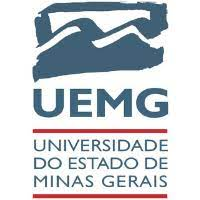 UEMG
UNIVERSIDADE
DO ESTADO DE
MINAS GERAIS